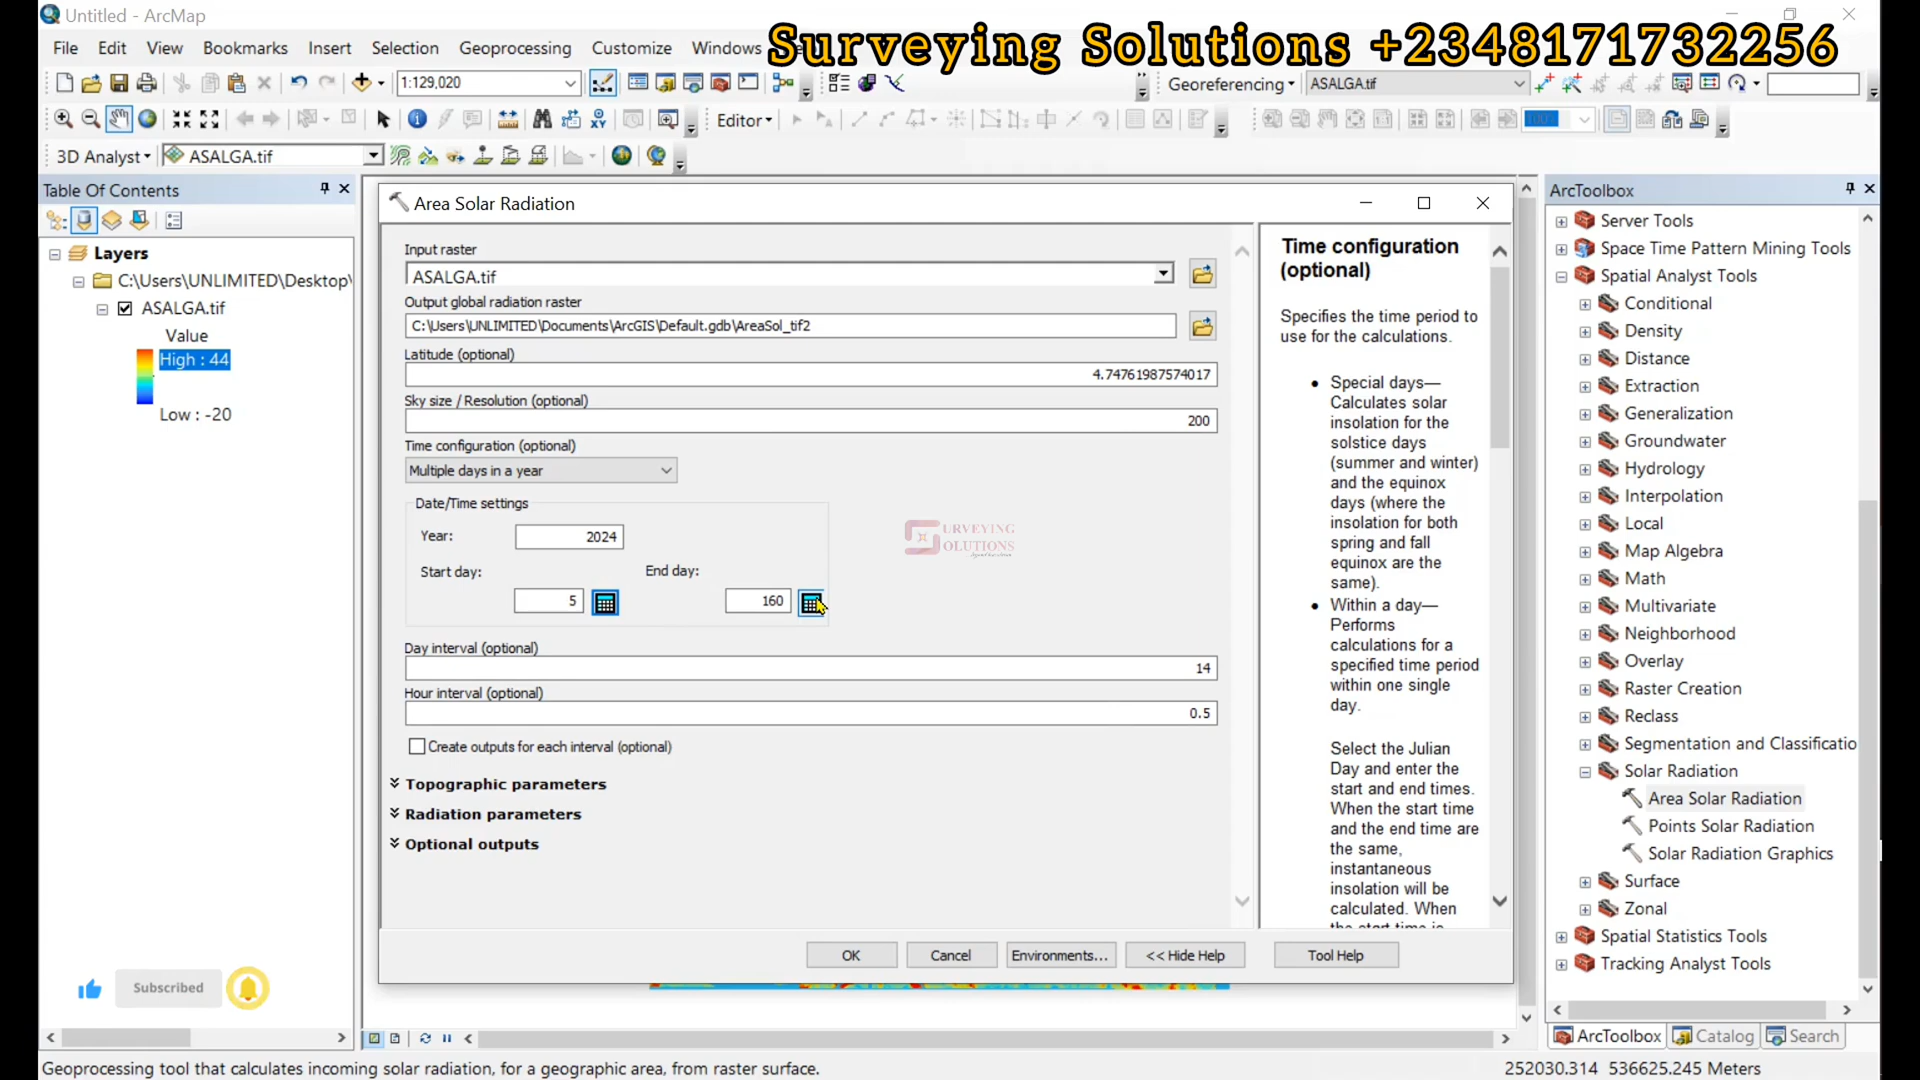 Untitled - ArcMap
Surveying Solutions +2348171732256
File Edit View Bookmarks Insert Selection Geoprocessing Customize Windows
1:129,020
Georeferencing
ASALGA.tif
Editor
3D Analyst
ASALGA.tif
Table Of Contents
Layers
C:\Users\UNLIMITED\Desktop\
ASALGA.tif
Value
High : 44
Low : -20
Subscribed
Area Solar Radiation
Input raster
ASALGA.tif
Output global radiation raster
C:\Users\UNLIMITED\Documents\ArcGIS\Default.gdb\AreaSol_tif2
Latitude (optional)
4.74761987574017
Sky size / Resolution (optional)
200
Time configuration (optional)
Multiple days in a year
Date/Time settings
Year: 2024
Start day: End day:
5 160
Day interval (optional)
14
Hour interval (optional)
0.5
Create outputs for each interval (optional)
Topographic parameters
Radiation parameters
Optional outputs
SURVEYING
SOLUTIONS
OK Cancel Environments... << Hide Help Tool Help
Time configuration
(optional)
Specifies the time period to
use for the calculations.
• Special days—
Calculates solar
insolation for the
solstice days
(summer and winter)
and the equinox
days (where the
insolation for both
spring and fall
equinox are the
same).
• Within a day—
Performs
calculations for a
specified time period
within one single
day.
Select the Julian
Day and enter the
start and end times.
When the start time
and the end time are
the same,
instantaneous
insolation will be
calculated. When
the start time is
ArcToolbox
Server Tools
Space Time Pattern Mining Tools
Spatial Analyst Tools
Conditional
Density
Distance
Extraction
Generalization
Groundwater
Hydrology
Interpolation
Local
Map Algebra
Math
Multivariate
Neighborhood
Overlay
Raster Creation
Reclass
Segmentation and Classificatio
Solar Radiation
Area Solar Radiation
Points Solar Radiation
Solar Radiation Graphics
Surface
Zonal
Spatial Statistics Tools
Tracking Analyst Tools
ArcToolbox Catalog Search
Geoprocessing tool that calculates incoming solar radiation, for a geographic area, from raster surface.
252030.314 536625.245 Meters